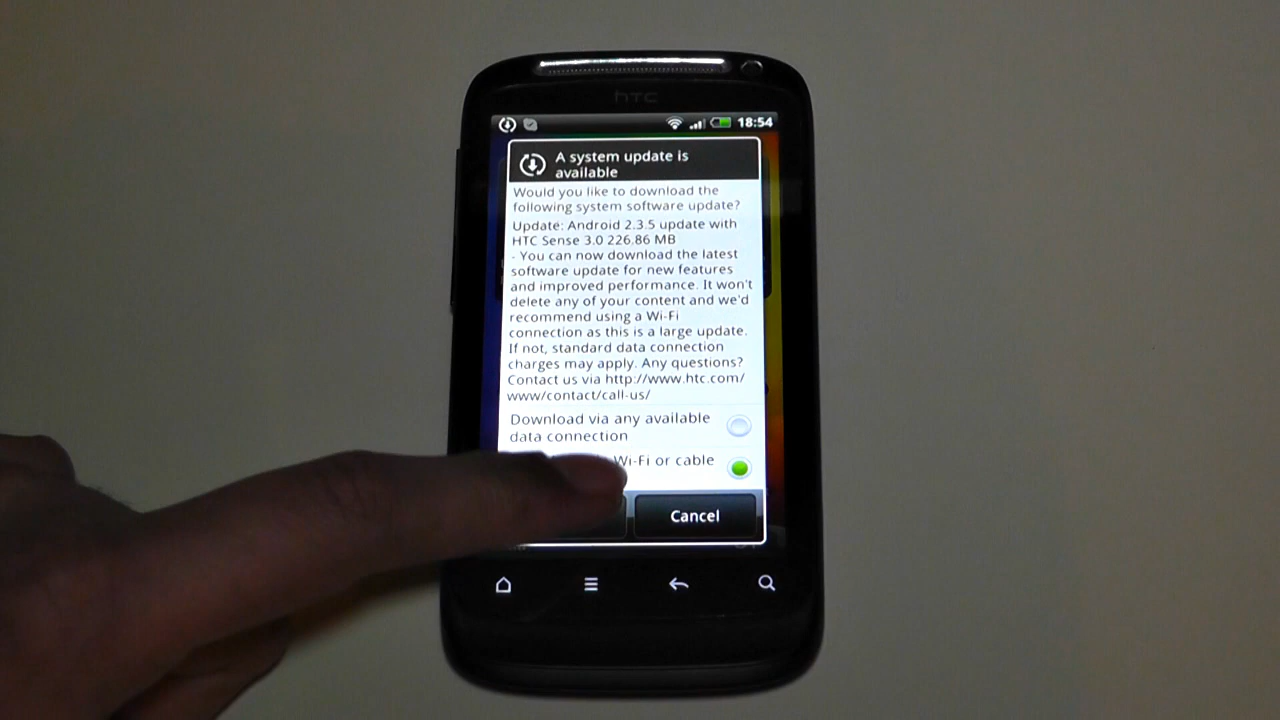 hTC
18:54
A system update is
available
Would you like to download the
following system software update?
Update: Android 2.3.5 update with
HTC Sense 3.0 226.86 MB
- You can now download the latest
software update for new features
and improved performance. It won't
delete any of your content and we'd
recommend using a Wi-Fi
connection as this is a large update.
If not, standard data connection
charges may apply. Any questions?
Contact us via http://www.htc.com/
www/contact/call-us/
Download via any available
data connection
Wi-Fi or cable
Cancel